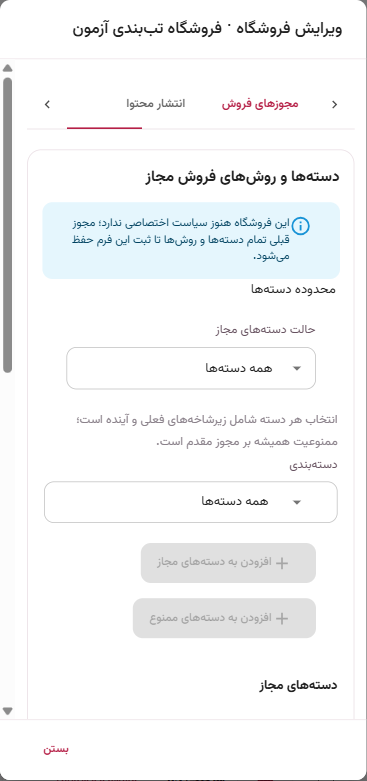 ویرایش فروشگاه · فروشگاه تب‌بندی آزمون
مجوزهای فروش
انتشار محتوا
دسته‌ها و روش‌های فروش مجاز
این فروشگاه هنوز سیاست اختصاصی ندارد؛ مجوز
قبلی تمام دسته‌ها و روش‌ها تا ثبت این فرم حفظ
می‌شود.
محدوده دسته‌ها
حالت دسته‌های مجاز
همه دسته‌ها
انتخاب هر دسته شامل زیرشاخه‌های فعلی و آینده است؛
ممنوعیت همیشه بر مجوز مقدم است.
دسته‌بندی
همه دسته‌ها
افزودن به دسته‌های مجاز
افزودن به دسته‌های ممنوع
دسته‌های مجاز
بستن